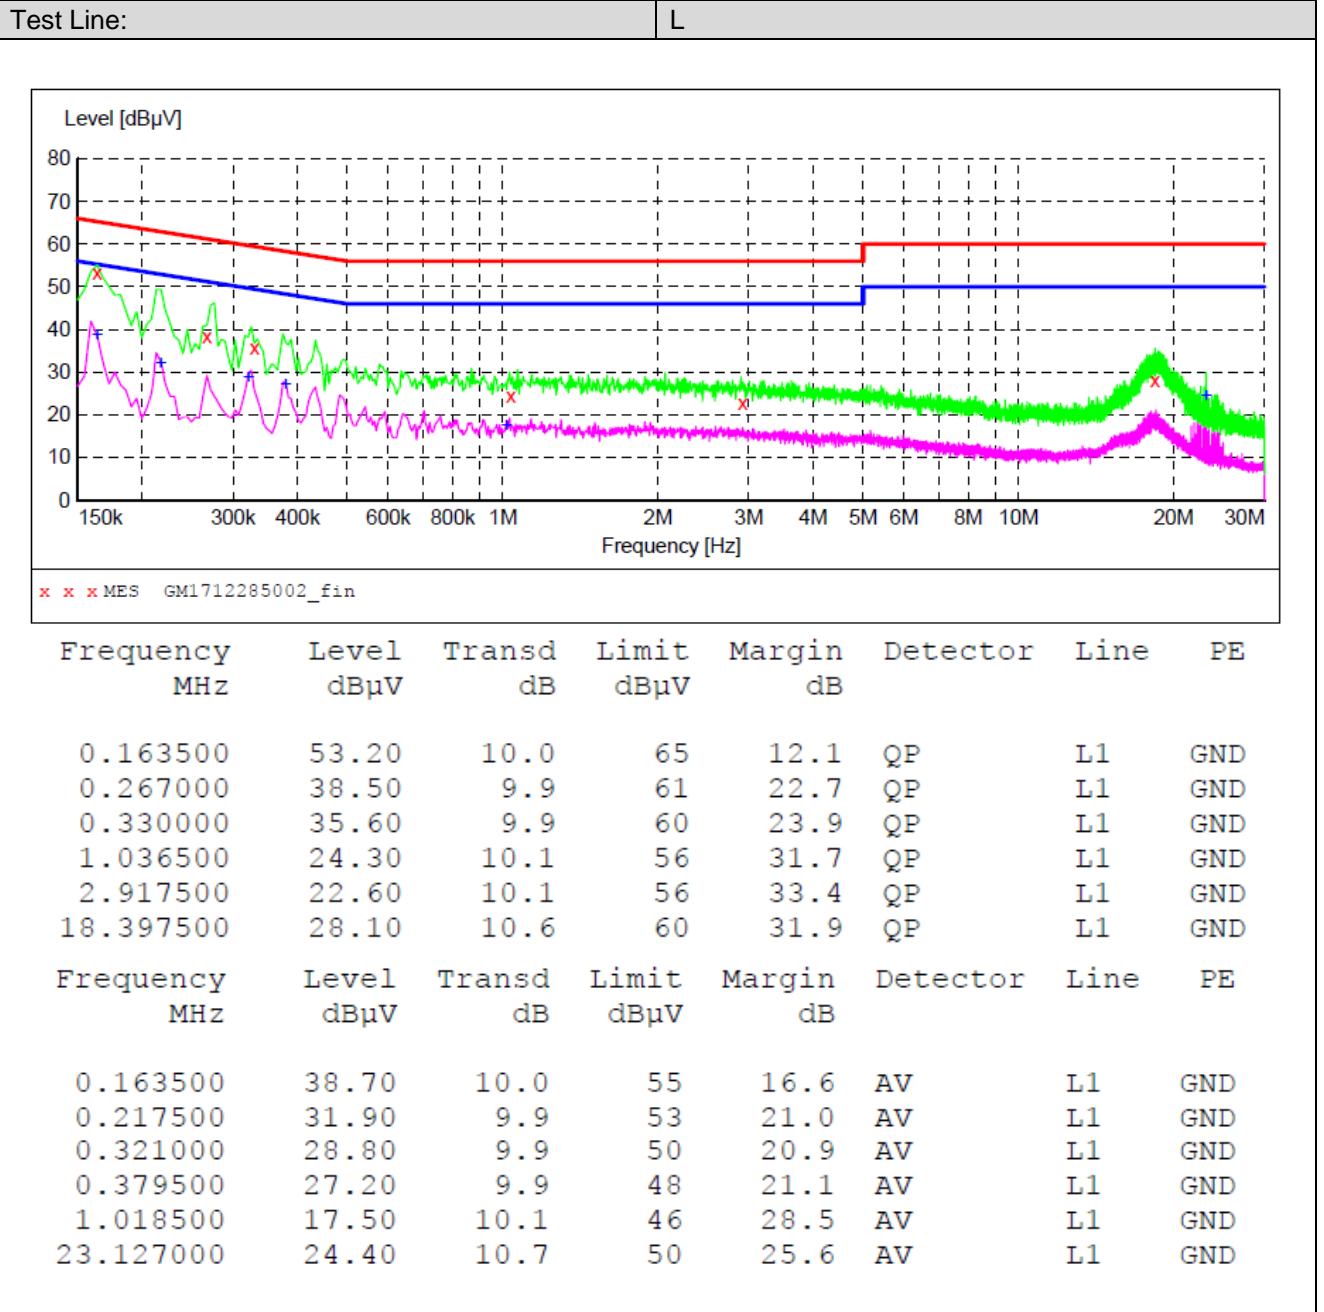 Test Line: L
Level [dBµV]
80
70
60
50
40
30
20
10
0
150k 300k 400k 600k 800k 1M 2M 3M 4M 5M 6M 8M 10M 20M 30M
Frequency [Hz]
x x x MES GM1712285002_fin
Frequency Level Transd Limit Margin Detector Line PE
MHz dBµV dB dBµV dB
0.163500 53.20 10.0 65 12.1 QP L1 GND
0.267000 38.50 9.9 61 22.7 QP L1 GND
0.330000 35.60 9.9 60 23.9 QP L1 GND
1.036500 24.30 10.1 56 31.7 QP L1 GND
2.917500 22.60 10.1 56 33.4 QP L1 GND
18.397500 28.10 10.6 60 31.9 QP L1 GND
Frequency Level Transd Limit Margin Detector Line PE
MHz dBµV dB dBµV dB
0.163500 38.70 10.0 55 16.6 AV L1 GND
0.217500 31.90 9.9 53 21.0 AV L1 GND
0.321000 28.80 9.9 50 20.9 AV L1 GND
0.379500 27.20 9.9 48 21.1 AV L1 GND
1.018500 17.50 10.1 46 28.5 AV L1 GND
23.127000 24.40 10.7 50 25.6 AV L1 GND